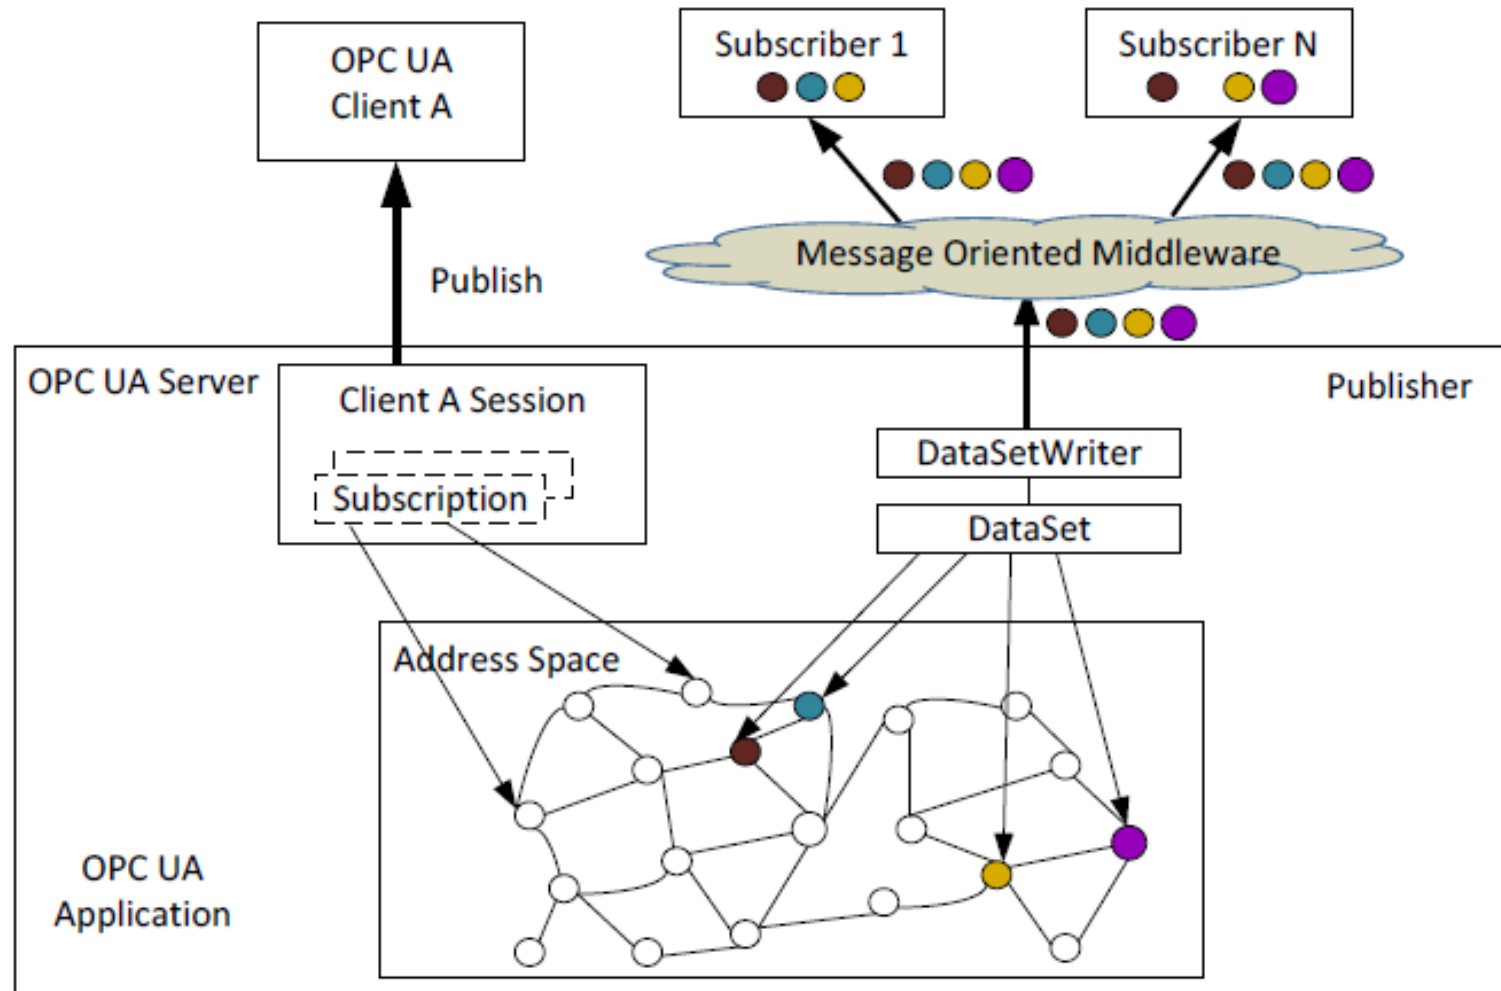 OPC UA
Client A
Subscriber 1
Subscriber N
Publish
Message Oriented Middleware
OPC UA Server
Client A Session
Subscription
Publisher
DataSetWriter
DataSet
Address Space
OPC UA
Application